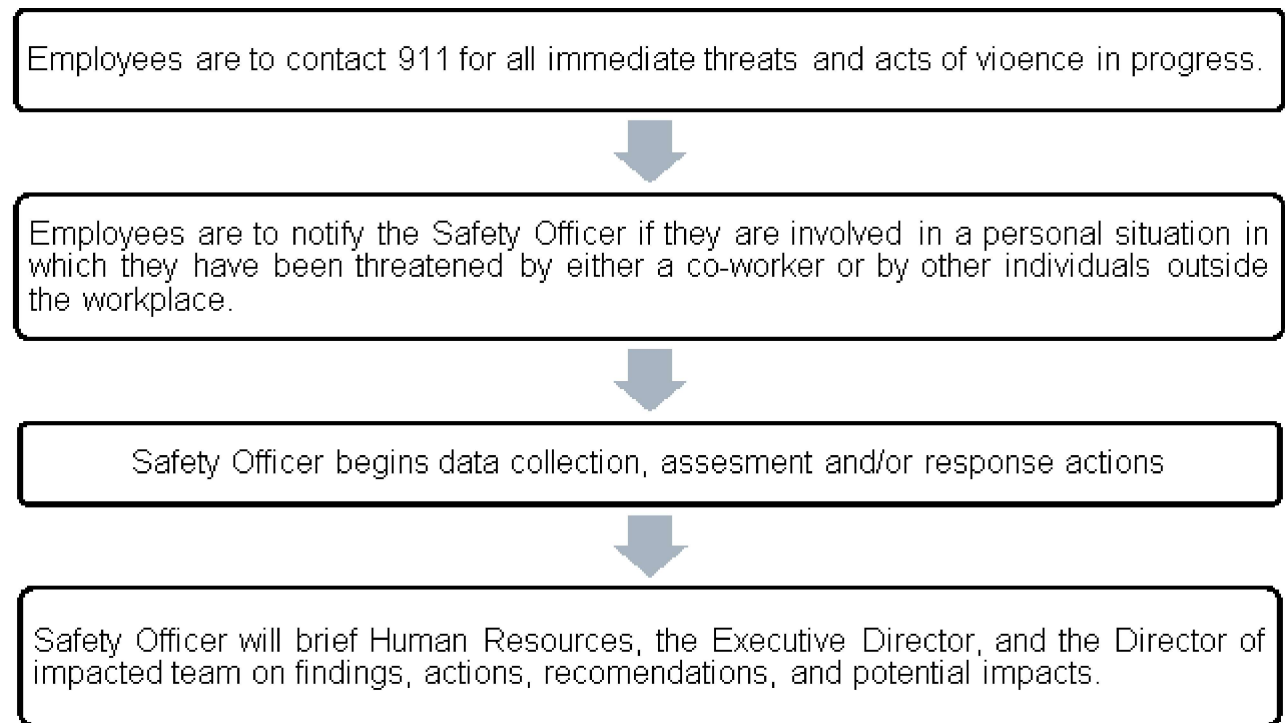 Employees are to contact 911 for all immediate threats and acts of vioence in progress.
Employees are to notify the Safety Officer if they are involved in a personal situation in
which they have been threatened by either a co-worker or by other individuals outside
the workplace.
Safety Officer begins data collection, assesment and/or response actions
Safety Officer will brief Human Resources, the Executive Director, and the Director of
impacted team on findings, actions, recomendations, and potential impacts.